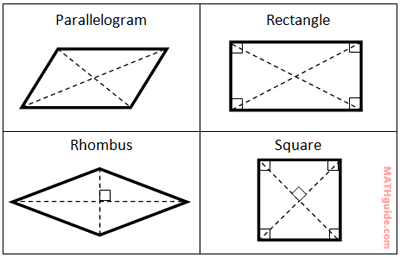 Parallelogram
Rectangle
Rhombus
Square
MATHguide.com